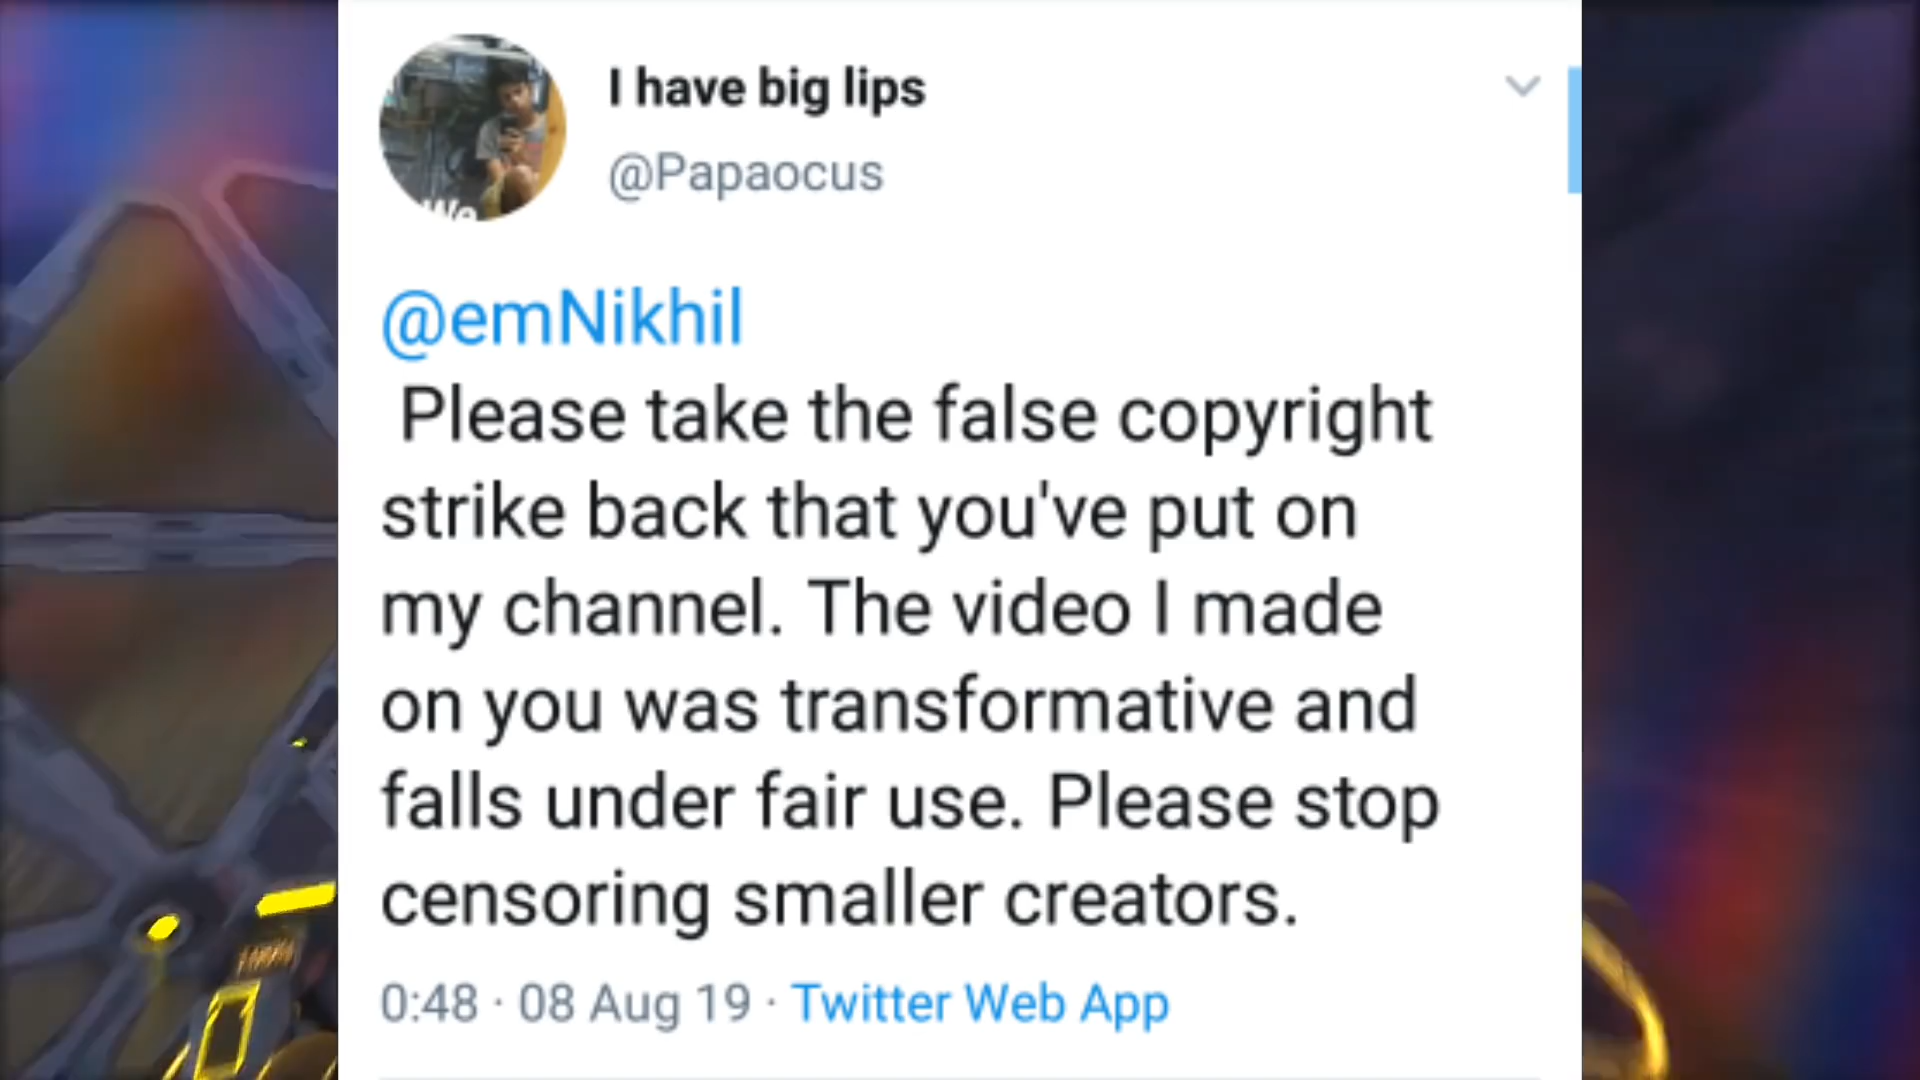 I have big lips
@Papaocus
We
@emNikhil
Please take the false copyright
strike back that you've put on
my channel. The video I made
on you was transformative and
falls under fair use. Please stop
censoring smaller creators.
0:48 · 08 Aug 19 · Twitter Web App